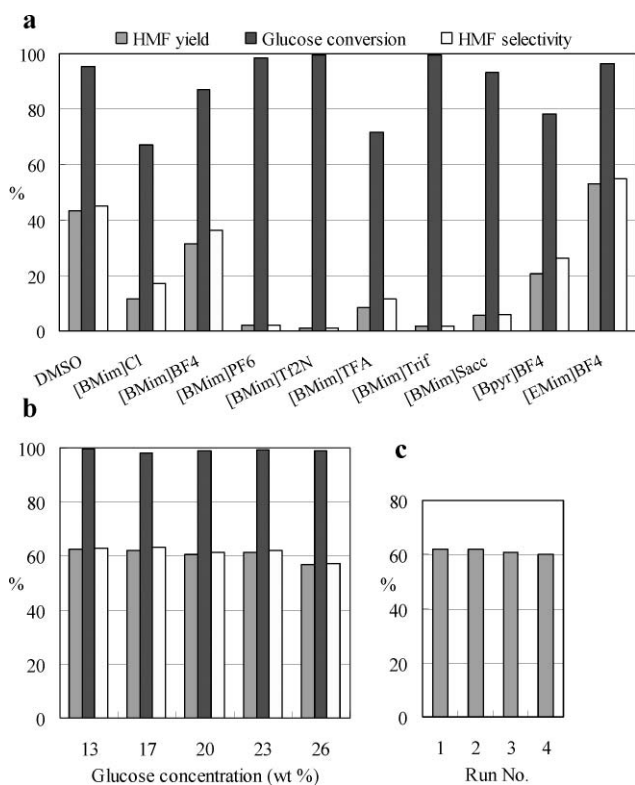 a
HMF yield Glucose conversion HMF selectivity
100
80
60
%
40
20
0
DMSO [BMim]Cl [BMim]BF4 [BMim]PF6 [BMim]Tf2N [BMim]TFA [BMim]Trif [BMim]Sacc [Bpyr]BF4 [EMim]BF4
b
100
80
60
%
40
20
0
13 17 20 23 26
Glucose concentration (wt %)
c
80
60
%
40
20
0
1 2 3 4
Run No.